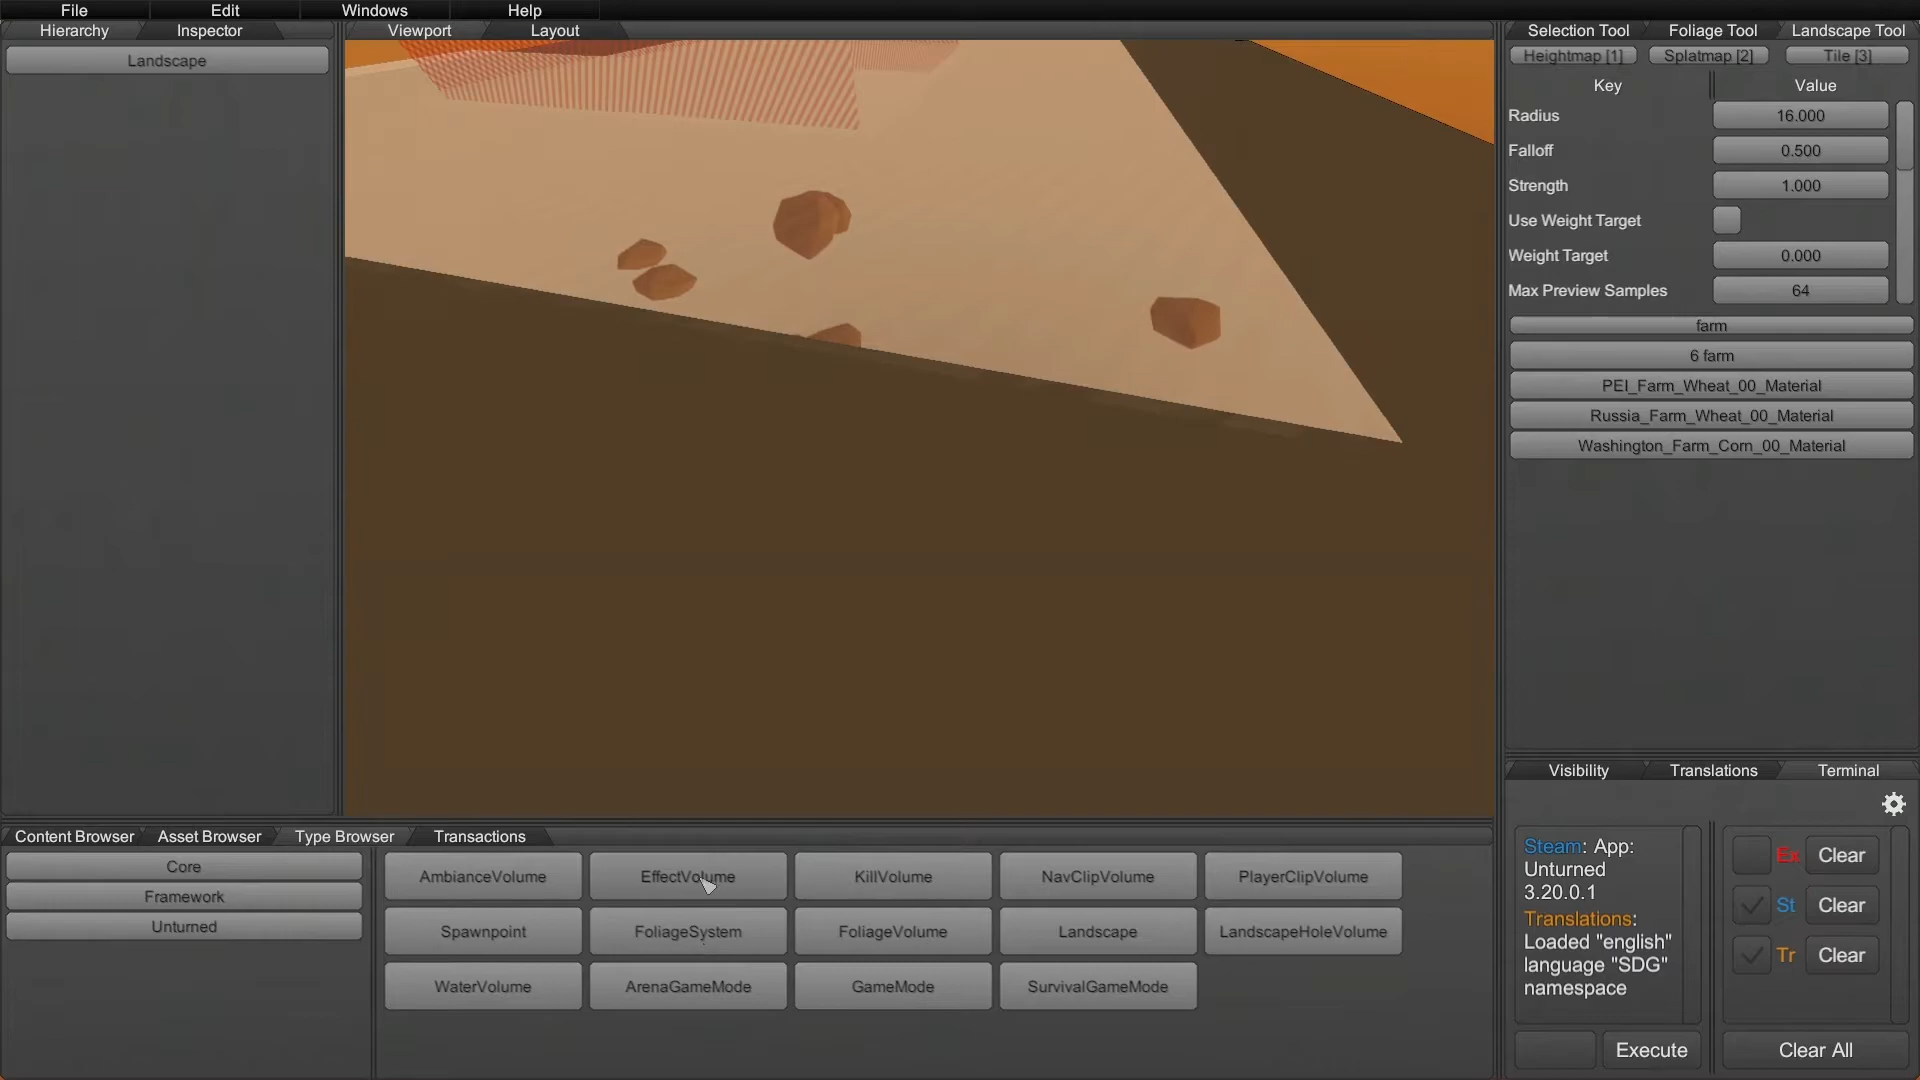 File Edit Windows Help
Hierarchy Inspector
Viewport Layout
Selection Tool Foliage Tool Landscape Tool
Landscape
Heightmap [1] Splatmap [2] Tile [3]
Key Value
Radius 16.000
Falloff 0.500
Strength 1.000
Use Weight Target
Weight Target 0.000
Max Preview Samples 64
farm
6 farm
PEI_Farm_Wheat_00_Material
Russia_Farm_Wheat_00_Material
Washington_Farm_Corn_00_Material
Visibility Translations Terminal
Steam: App:
Unturned
3.20.0.1
Translations:
Loaded "english"
language "SDG"
namespace
Ex Clear
St Clear
Tr Clear
Execute
Clear All
Content Browser Asset Browser Type Browser Transactions
Core
Framework
Unturned
AmbianceVolume EffectVolume KillVolume NavClipVolume PlayerClipVolume
Spawnpoint FoliageSystem FoliageVolume Landscape LandscapeHoleVolume
WaterVolume ArenaGameMode GameMode SurvivalGameMode